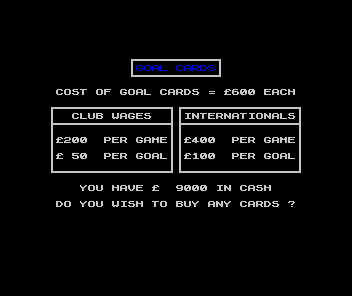 GOAL CARDS
COST OF GOAL CARDS = £600 EACH
CLUB WAGES
£200 PER GAME
£ 50 PER GOAL
INTERNATIONALS
£400 PER GAME
£100 PER GOAL
YOU HAVE £ 9000 IN CASH
DO YOU WISH TO BUY ANY CARDS ?